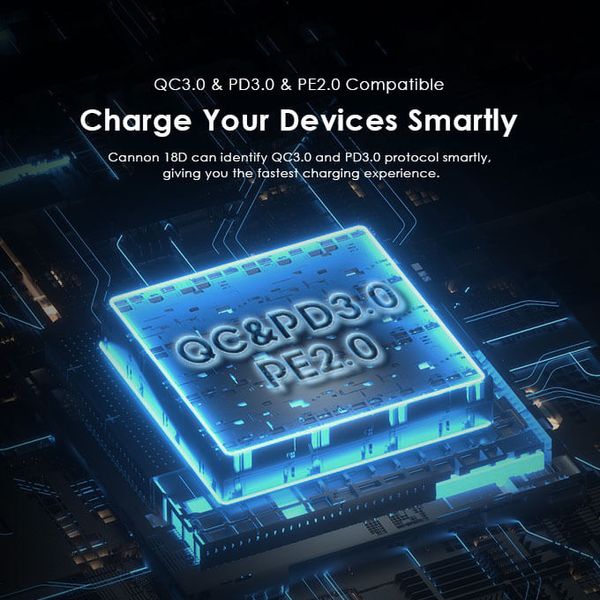 QC3.0 & PD3.0 & PE2.0 Compatible
Charge Your Devices Smartly
Cannon 18D can identify QC3.0 and PD3.0 protocol smartly,
giving you the fastest charging experience.
QC&PD3.0
PE2.0